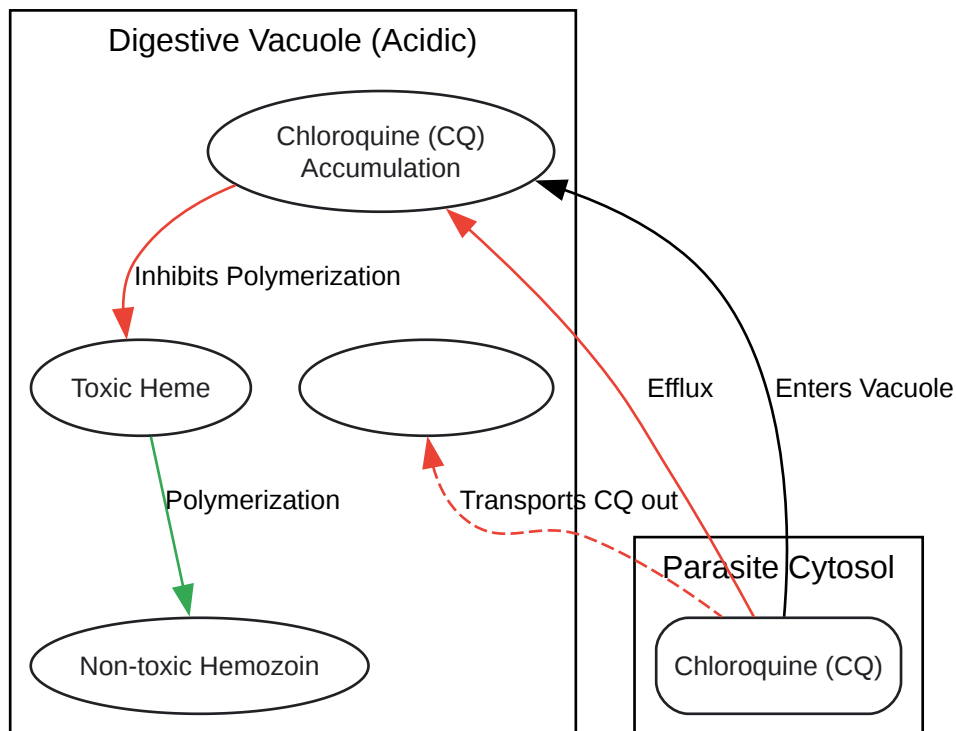 Digestive Vacuole (Acidic)
Chloroquine (CQ)
Accumulation
Inhibits Polymerization
Toxic Heme
Efflux
Enters Vacuole
Polymerization
Transports CQ out
Parasite Cytosol
Non-toxic Hemozoin
Chloroquine (CQ)